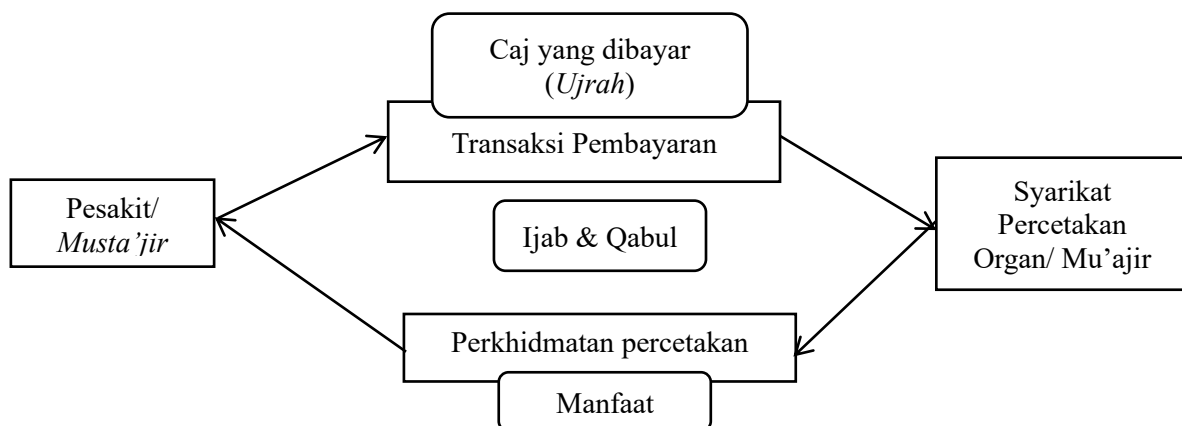 Caj yang dibayar
(Ujrah)
Transaksi Pembayaran
Pesakit/
Musta’jir
Ijab & Qabul
Syarikat
Percetakan
Organ/ Mu’ajir
Perkhidmatan percetakan
Manfaat